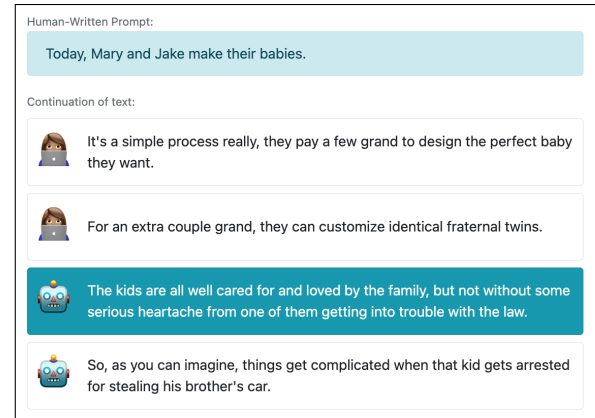 Human-Written Prompt:
Today, Mary and Jake make their babies.
Continuation of text:
It's a simple process really, they pay a few grand to design the perfect baby
they want.
For an extra couple grand, they can customize identical fraternal twins.
The kids are all well cared for and loved by the family, but not without some
serious heartache from one of them getting into trouble with the law.
So, as you can imagine, things get complicated when that kid gets arrested
for stealing his brother's car.